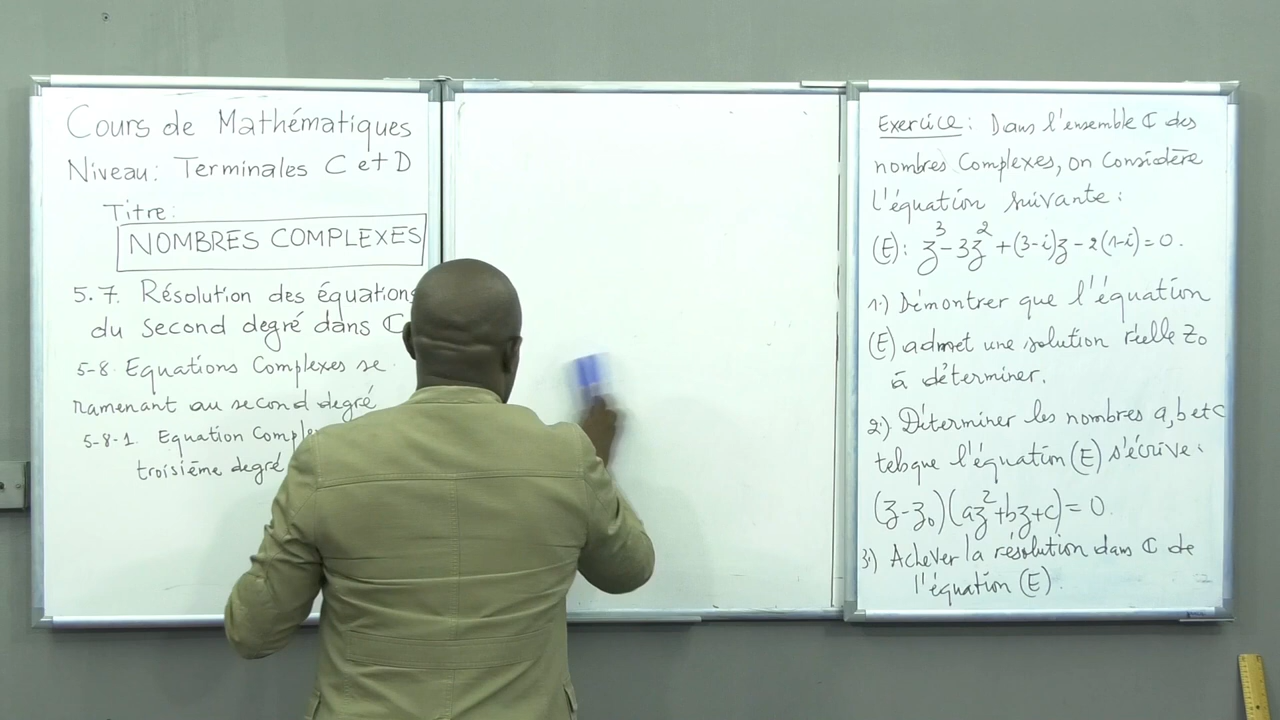 Cours de Mathématiques
Niveau: Terminales C et D
Titre:
NOMBRES COMPLEXES
5.7. Résolution des équations
du second degré dans ℂ
5-8. Equations Complexes se
ramenant au second degré
5-8-1. Equation
troisième degré
Exercice: Dans l'ensemble ℂ des
nombres Complexes, on Considère
l'équation suivante:
(E): z³-3z²+(3-i)z-2(1-i)=0.
1.) Démontrer que l'équation
(E) admet une solution réelle z₀
à déterminer.
2.) Déterminer les nombres a, b et c
tels que l'équation (E) s'écrive:
(z-z₀)(az²+bz+c)=0.
3.) Achever la résolution dans ℂ de
l'équation (E).